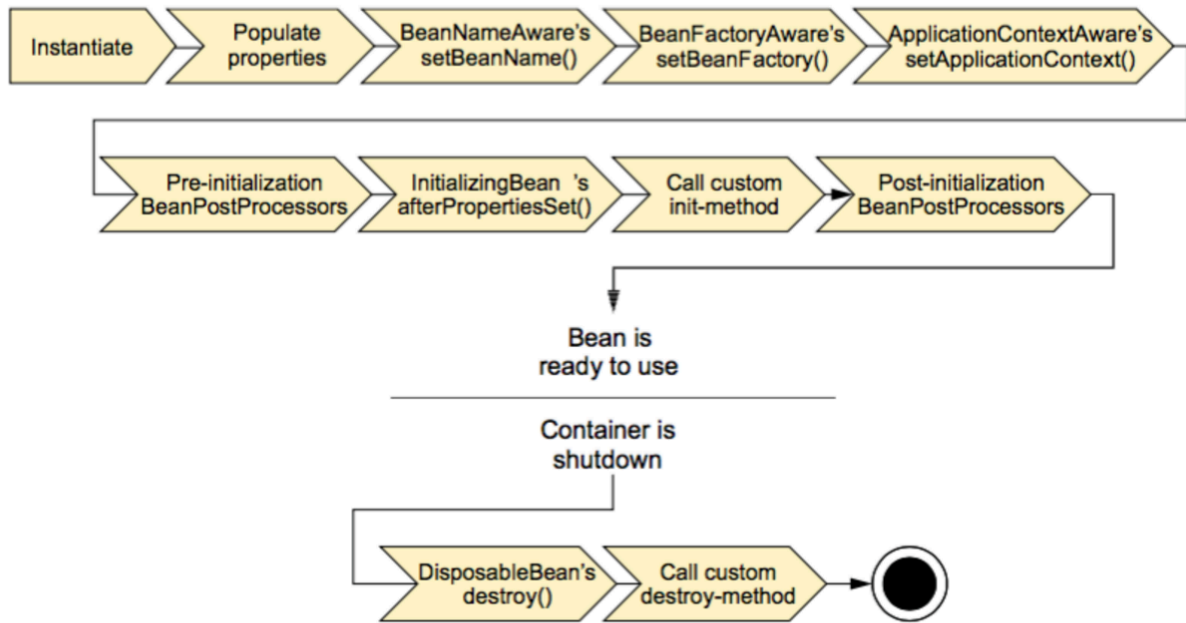 Instantiate
Populate
properties
BeanNameAware's
setBeanName()
BeanFactoryAware's
setBeanFactory()
ApplicationContextAware's
setApplicationContext()
Pre-initialization
BeanPostProcessors
InitializingBean 's
afterPropertiesSet()
Call custom
init-method
Post-initialization
BeanPostProcessors
Bean is
ready to use
Container is
shutdown
DisposableBean's
destroy()
Call custom
destroy-method